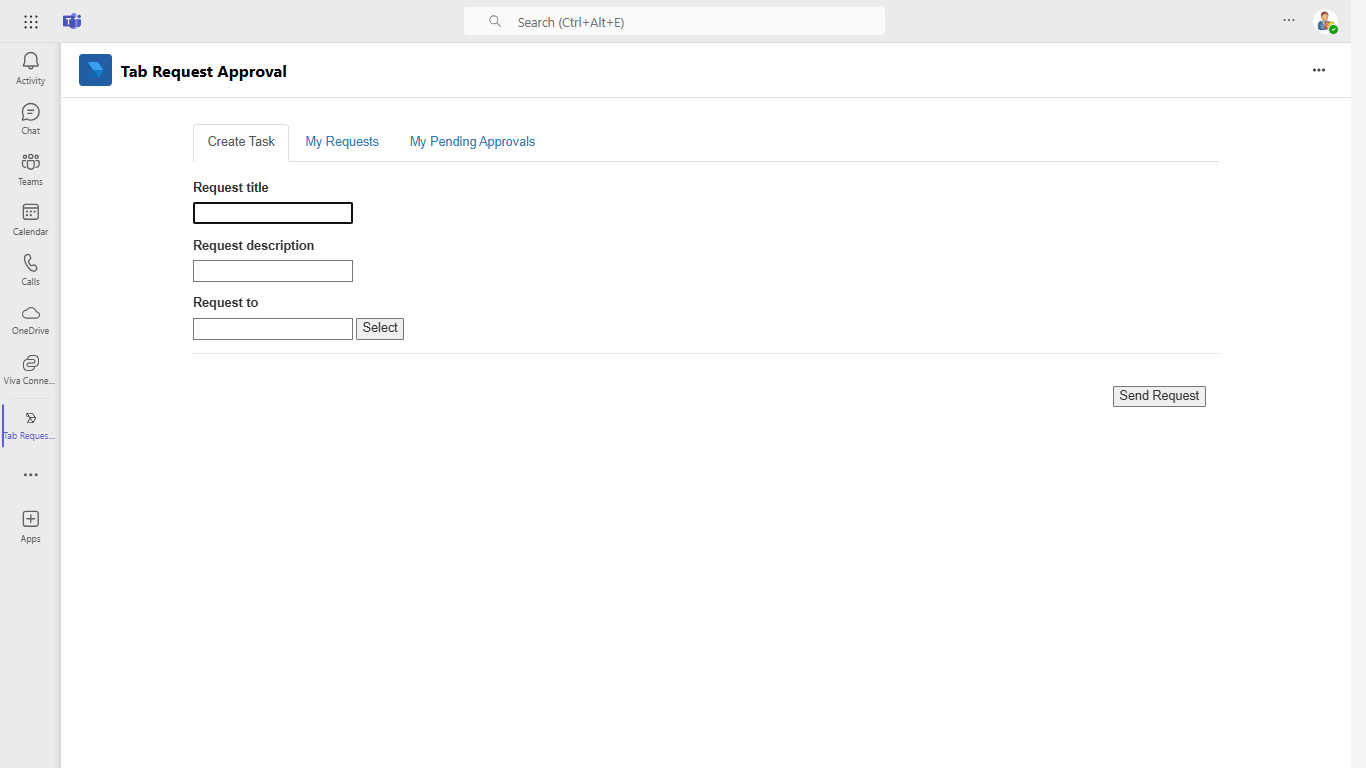 Search (Ctrl+Alt+E)
Activity
Chat
Teams
Calendar
Calls
OneDrive
Viva Conne...
Tab Reques...
Apps
Tab Request Approval
Create Task My Requests My Pending Approvals
Request title
Request description
Request to
Select
Send Request